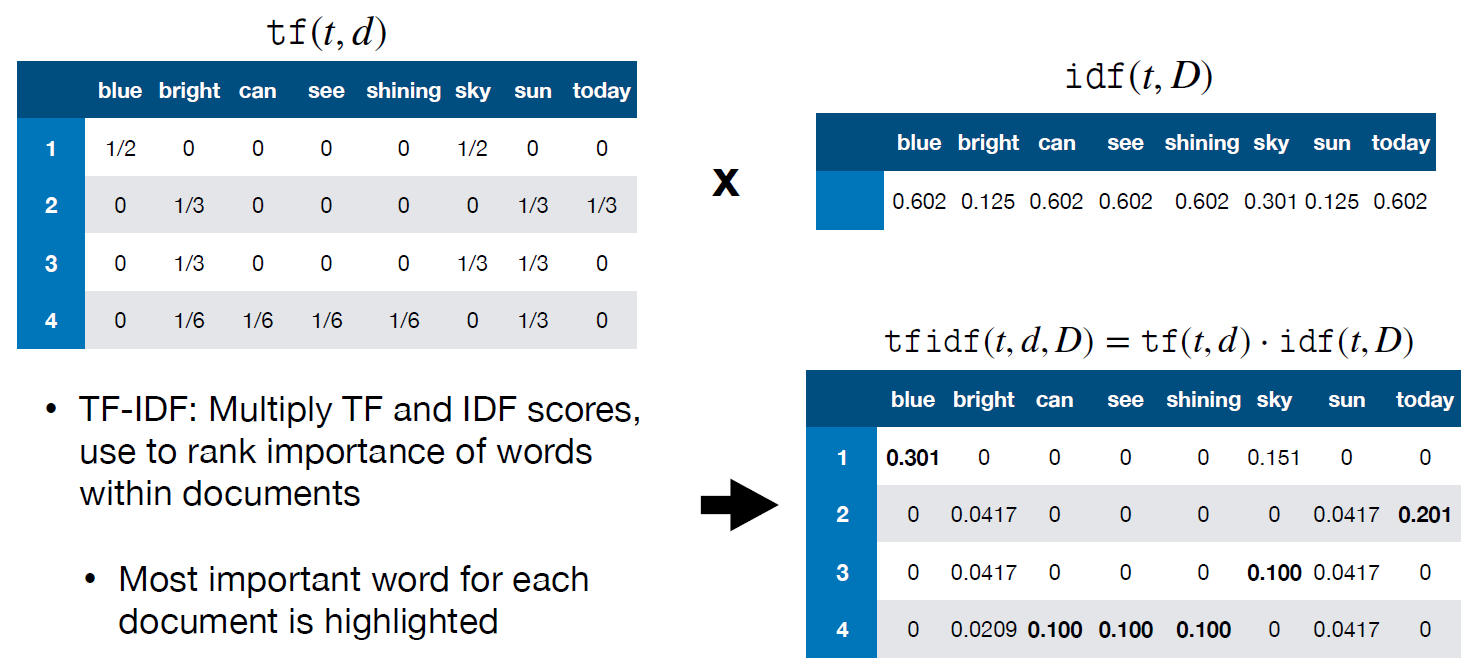 tf(t, d)
blue bright can see shining sky sun today
1 1/2 0 0 0 0 1/2 0 0
2 0 1/3 0 0 0 0 1/3 1/3
3 0 1/3 0 0 0 1/3 1/3 0
4 0 1/6 1/6 1/6 1/6 0 1/3 0
x
idf(t, D)
blue bright can see shining sky sun today
0.602 0.125 0.602 0.602 0.602 0.301 0.125 0.602
• TF-IDF: Multiply TF and IDF scores,
use to rank importance of words
within documents
• Most important word for each
document is highlighted
tfidf(t, d, D) = tf(t, d) · idf(t, D)
blue bright can see shining sky sun today
1 0.301 0 0 0 0 0.151 0 0
2 0 0.0417 0 0 0 0 0.0417 0.201
3 0 0.0417 0 0 0 0.100 0.0417 0
4 0 0.0209 0.100 0.100 0.100 0 0.0417 0